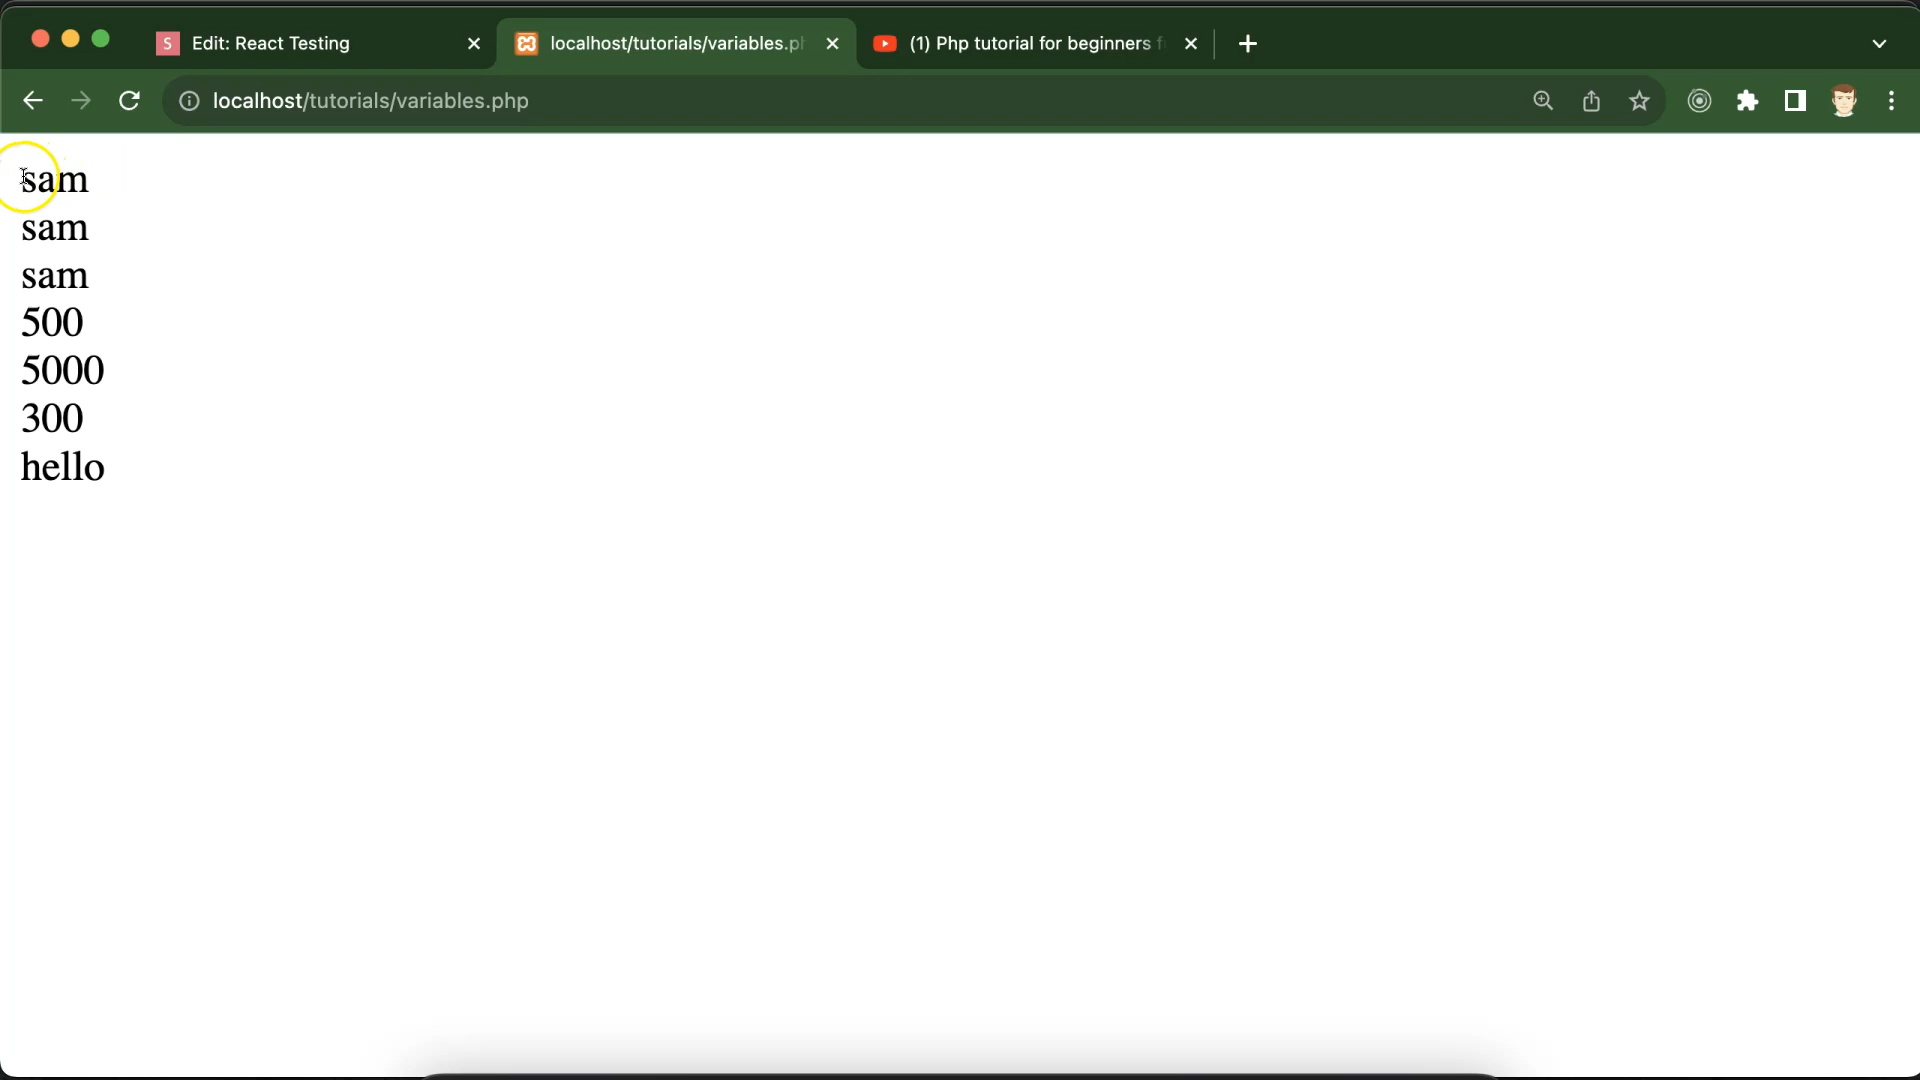 S Edit: React Testing
localhost/tutorials/variables.ph
(1) Php tutorial for beginners f
localhost/tutorials/variables.php
sam
sam
sam
500
5000
300
hello